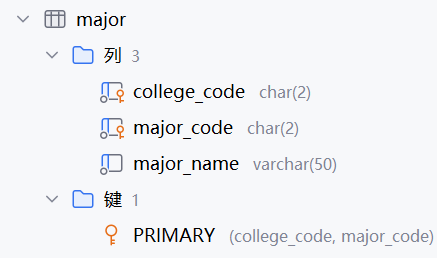 major
列 3
college_code char(2)
major_code char(2)
major_name varchar(50)
键 1
PRIMARY (college_code, major_code)